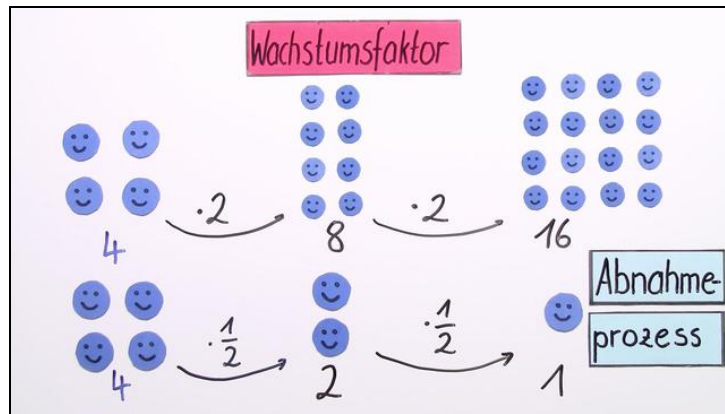 Wachstumsfaktor
·2 ·2
4 8 16
Abnahme-
prozess
·1/2 ·1/2
4 2 1